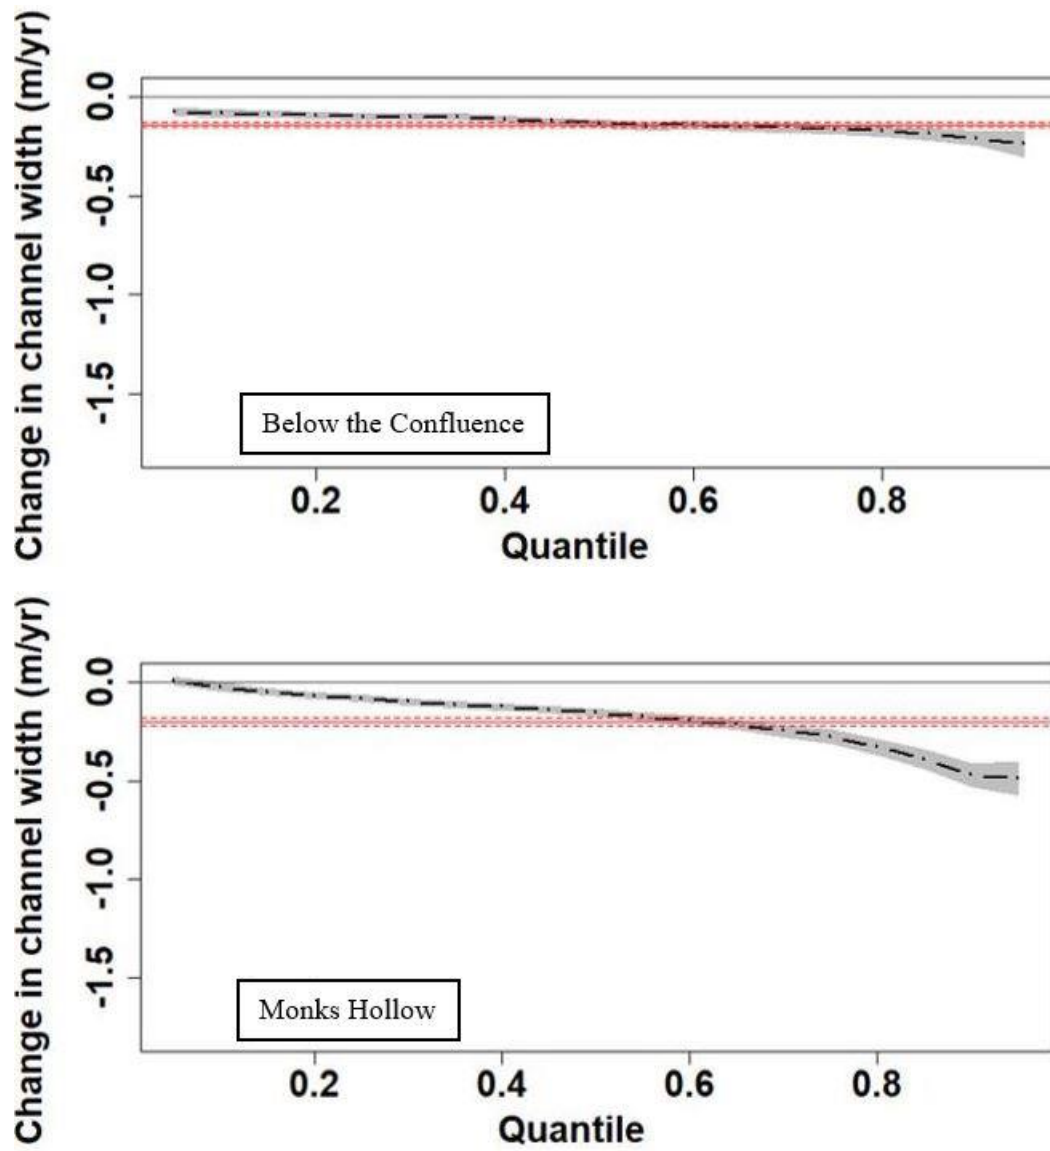 Change in channel width (m/yr)
0.0
-0.5
-1.0
-1.5
Below the Confluence
0.2 0.4 0.6 0.8
Quantile
Change in channel width (m/yr)
0.0
-0.5
-1.0
-1.5
Monks Hollow
0.2 0.4 0.6 0.8
Quantile